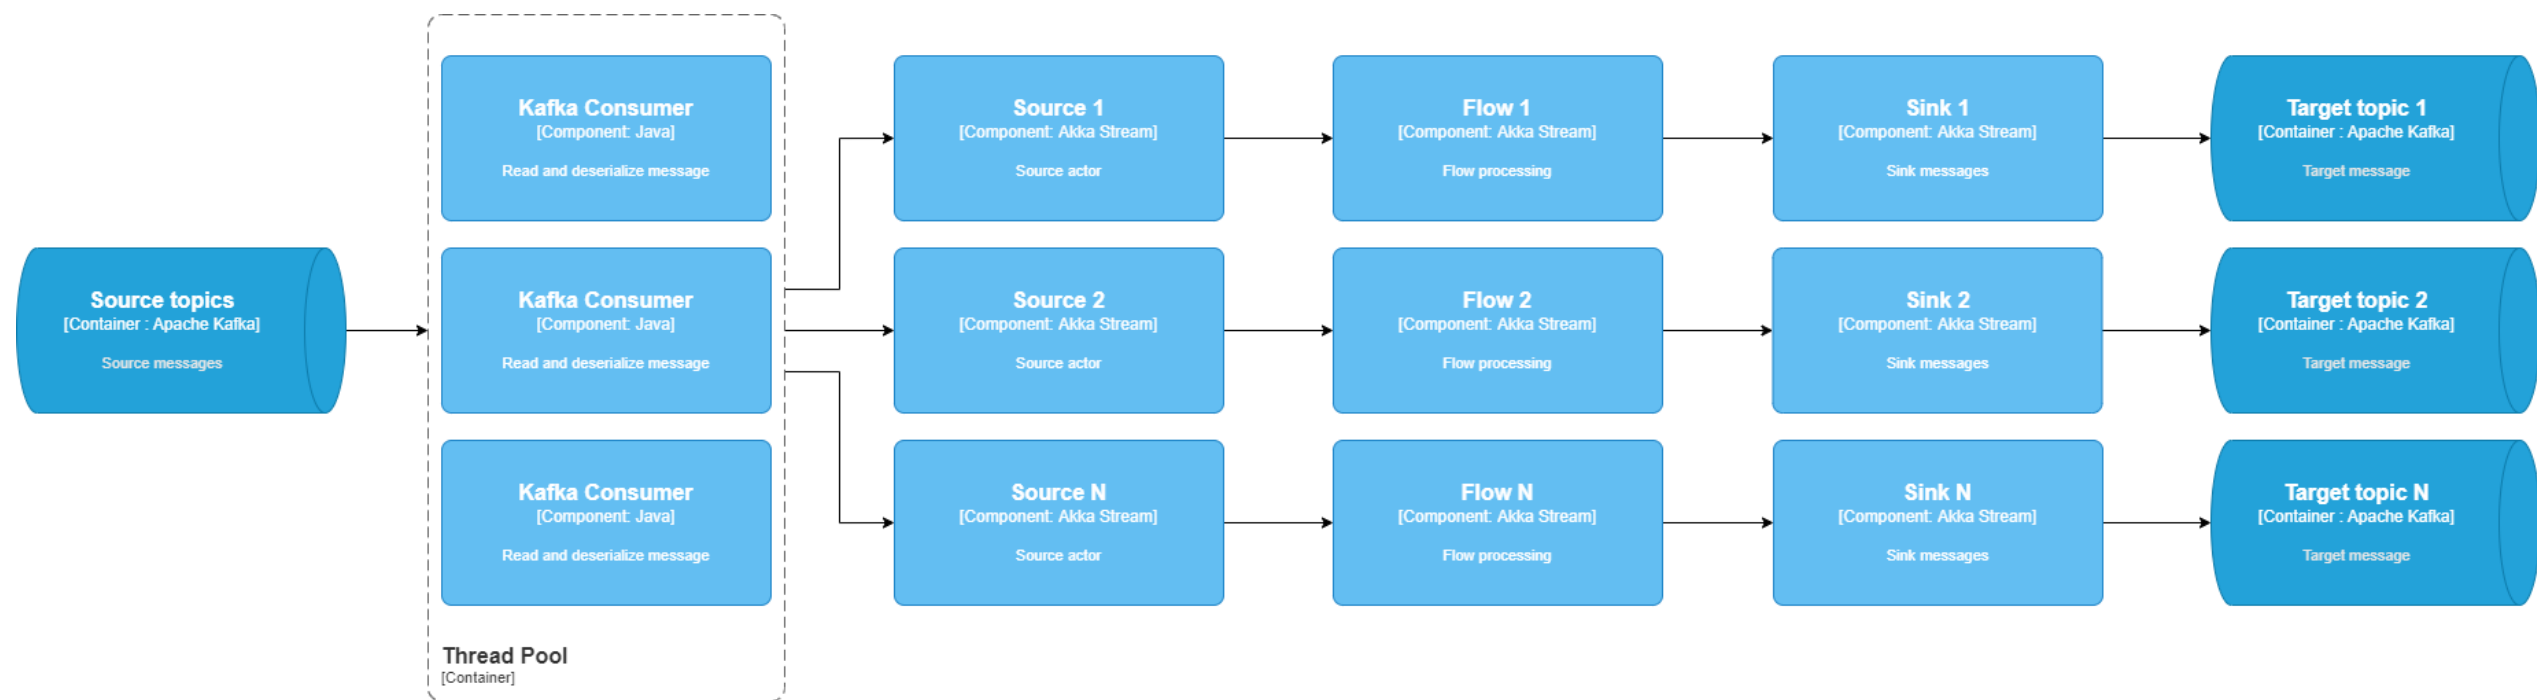 Source topics
[Container : Apache Kafka]
Source messages
Kafka Consumer
[Component: Java]
Read and deserialize message
Kafka Consumer
[Component: Java]
Read and deserialize message
Kafka Consumer
[Component: Java]
Read and deserialize message
Thread Pool
[Container]
Source 1
[Component: Akka Stream]
Source actor
Flow 1
[Component: Akka Stream]
Flow processing
Sink 1
[Component: Akka Stream]
Sink messages
Target topic 1
[Container : Apache Kafka]
Target message
Source 2
[Component: Akka Stream]
Source actor
Flow 2
[Component: Akka Stream]
Flow processing
Sink 2
[Component: Akka Stream]
Sink messages
Target topic 2
[Container : Apache Kafka]
Target message
Source N
[Component: Akka Stream]
Source actor
Flow N
[Component: Akka Stream]
Flow processing
Sink N
[Component: Akka Stream]
Sink messages
Target topic N
[Container : Apache Kafka]
Target message